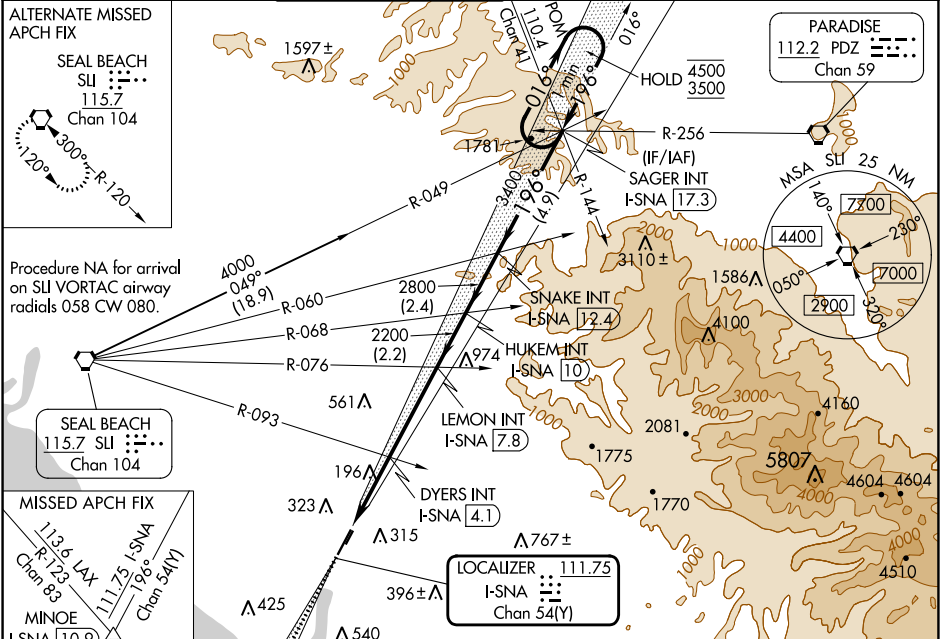 ALTERNATE MISSED
APCH FIX
SEAL BEACH
SLI
115.7
Chan 104
300°
120°
R-120
1597 ±
1000
POM
110.4
Chan 41
016°
016°
1 min
196°
HOLD
4500
3500
PARADISE
112.2 PDZ
Chan 59
1000
R-256
1781
(IF/IAF)
SAGER INT
I-SNA 17.3
R-144
R-049
3400
196°
(4.9)
MSA SLI 25 NM
140°
7700
230°
4400
050°
7000
2900
320°
Procedure NA for arrival
on SLI VORTAC airway
radials 058 CW 080.
4000
049°
(18.9)
R-060
R-068
R-076
R-093
2800
(2.4)
2200
(2.2)
2000
3110 ±
1000
1586
4100
SNAKE INT
I-SNA 12.4
HUKEM INT
I-SNA 10
974
LEMON INT
I-SNA 7.8
561
SEAL BEACH
115.7 SLI
Chan 104
1000
2000
3000
4160
2081
1775
5807
4000
4604
4604
196
DYERS INT
I-SNA 4.1
1770
323
315
767 ±
4000
4510
MISSED APCH FIX
113.6 LAX
R-123
Chan 83
111.75 I-SNA
196°
Chan 54(Y)
MINOE
I-SNA 10.9
LOCALIZER 111.75
I-SNA
Chan 54(Y)
396 ±
425
540